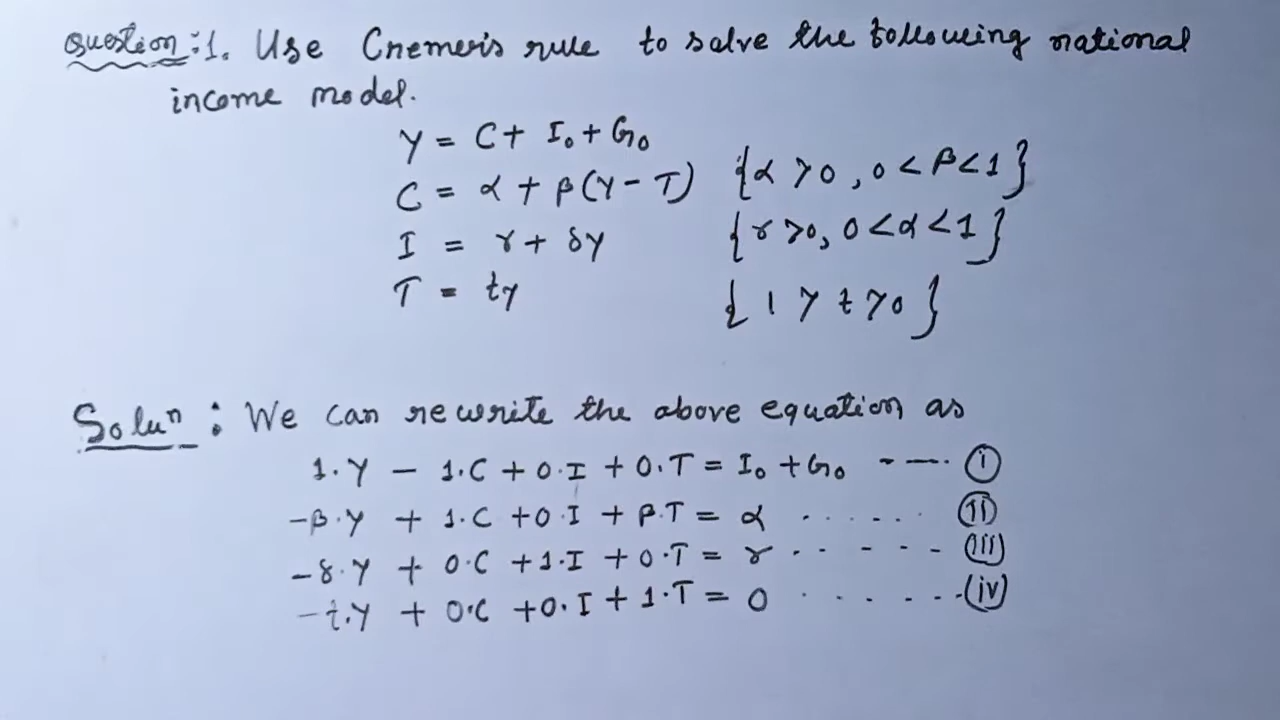 Question:1. Use Cnemer's rule to solve the following national
income model.
Y = C + I₀ + G₀
C = α + β(Y - T) {α > 0, 0 < β < 1}
I = γ + δY {γ > 0, 0 < α < 1}
T = tY {1 > t > 0}
Soluⁿ : We can rewrite the above equation as
1.Y - 1.C + 0.I + 0.T = I₀ + G₀ ----- (i)
-β.Y + 1.C + 0.I + β.T = α ...... (ii)
-δ.Y + 0.C + 1.I + 0.T = γ ------ (iii)
-t.Y + 0.C + 0.I + 1.T = 0 ...... (iv)